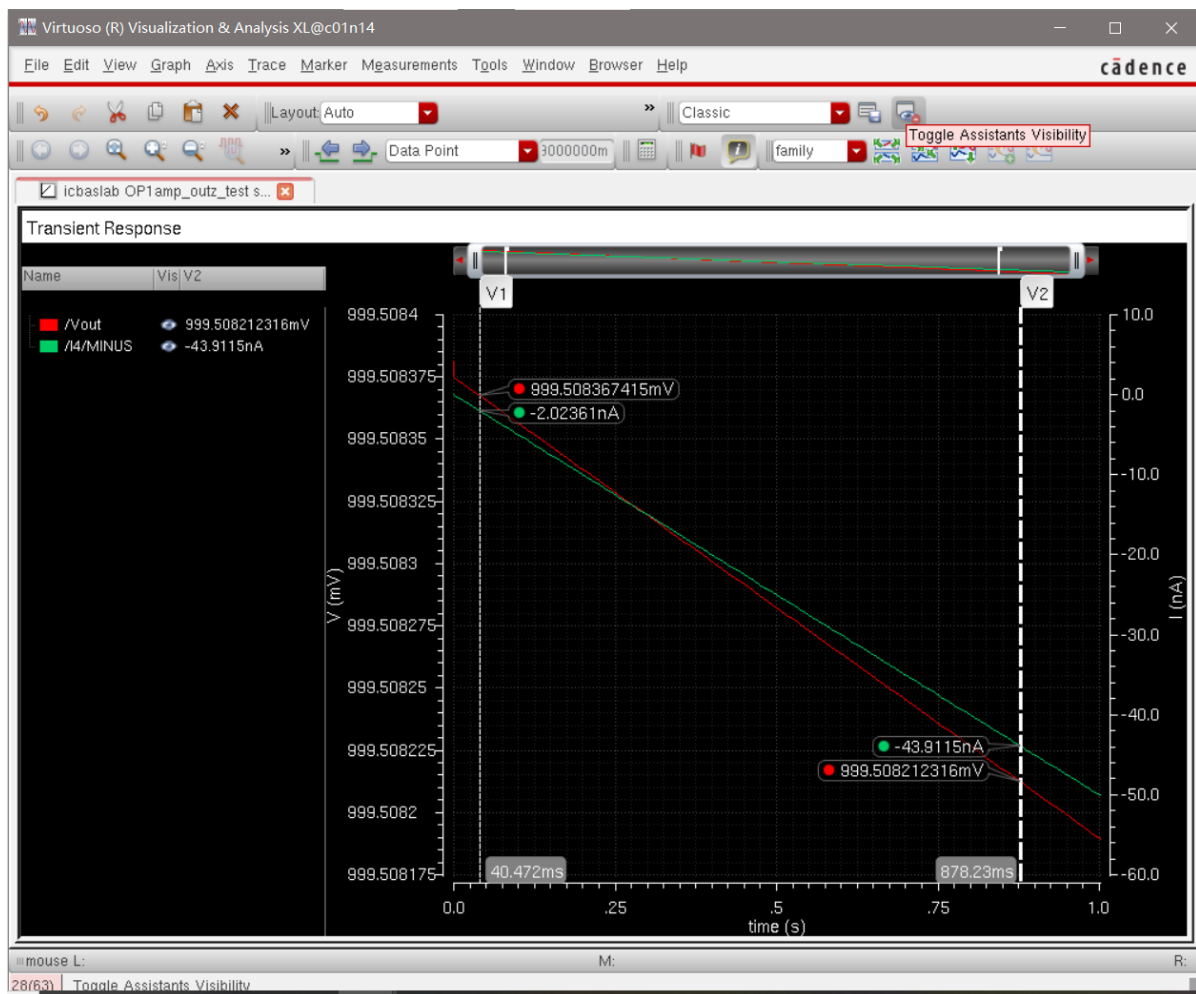 Virtuoso (R) Visualization & Analysis XL@c01n14
File Edit View Graph Axis Trace Marker Measurements Tools Window Browser Help
cādence
Layout: Auto
»
Classic
Toggle Assistants Visibility
»
Data Point
3000000m
family
icbaslab OP1amp_outz_test s...
Transient Response
Name Vis V2
/Vout 999.508212316mV
/I4/MINUS -43.9115nA
V1
V2
999.5084
999.508375
999.50835
999.508325
999.5083
999.508275
999.50825
999.508225
999.5082
999.508175
V (mV)
999.508367415mV
-2.02361nA
-43.9115nA
999.508212316mV
40.472ms
878.23ms
10.0
0.0
-10.0
-20.0
-30.0
-40.0
-50.0
-60.0
I (nA)
0.0 .25 .5 .75 1.0
time (s)
mouse L: M: R:
28(63) Toggle Assistants Visibility